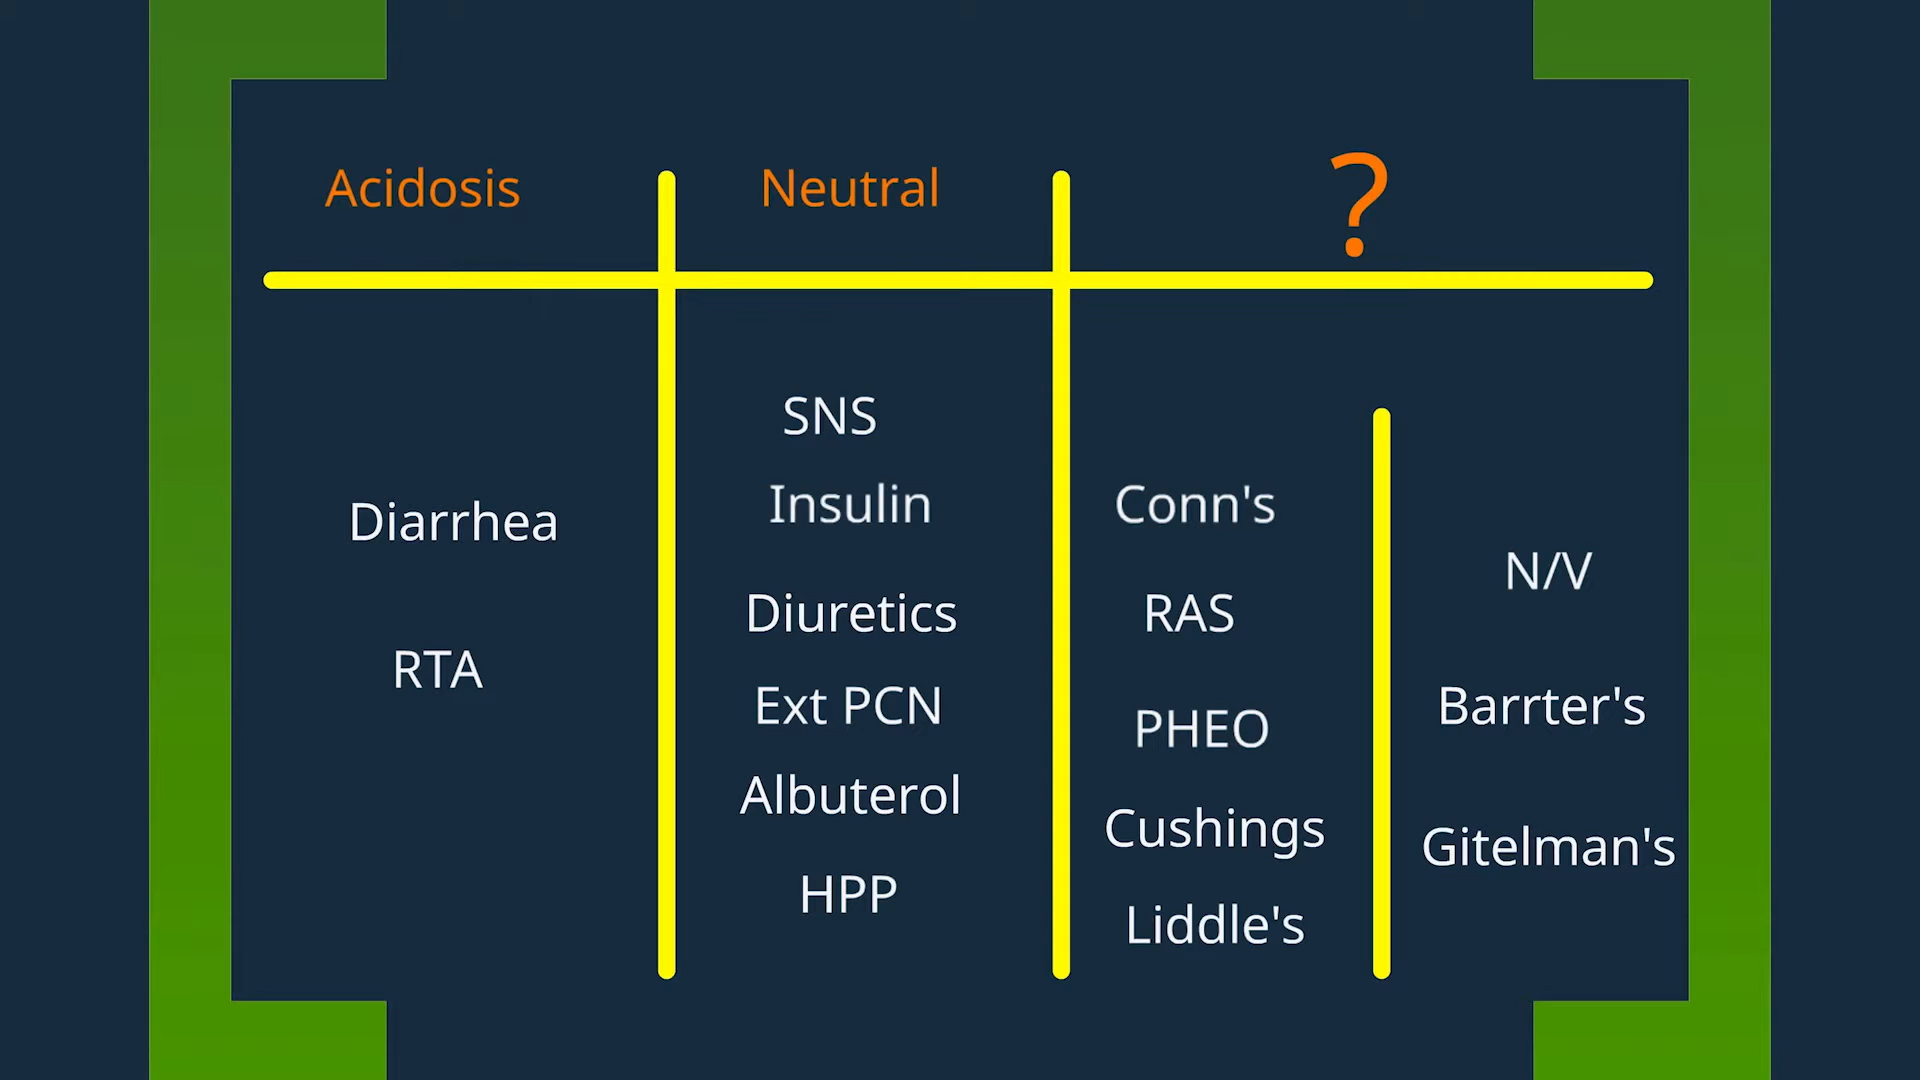 Acidosis
Neutral
?
Diarrhea
RTA
SNS
Insulin
Diuretics
Ext PCN
Albuterol
HPP
Conn's
RAS
PHEO
Cushings
Liddle's
N/V
Barrter's
Gitelman's